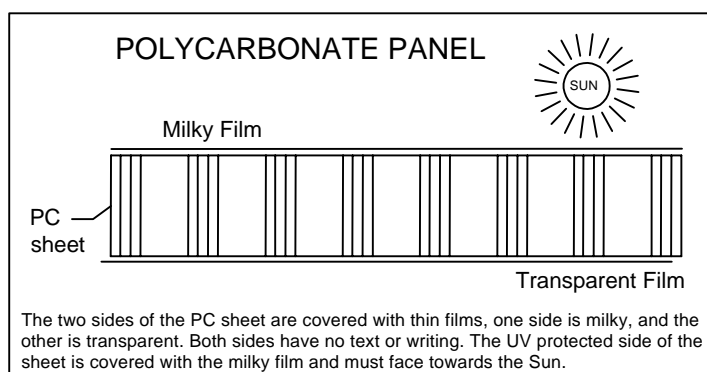 POLYCARBONATE PANEL
SUN
Milky Film
PC
sheet
Transparent Film
The two sides of the PC sheet are covered with thin films, one side is milky, and the
other is transparent. Both sides have no text or writing. The UV protected side of the
sheet is covered with the milky film and must face towards the Sun.